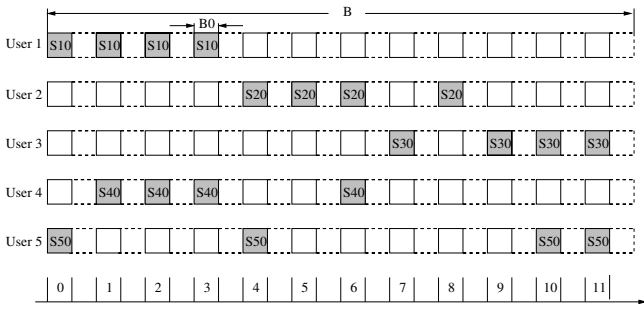 B
B0
User 1 S10 S10 S10 S10
User 2 S20 S20 S20 S20
User 3 S30 S30 S30 S30
User 4 S40 S40 S40 S40
User 5 S50 S50 S50 S50
0 1 2 3 4 5 6 7 8 9 10 11